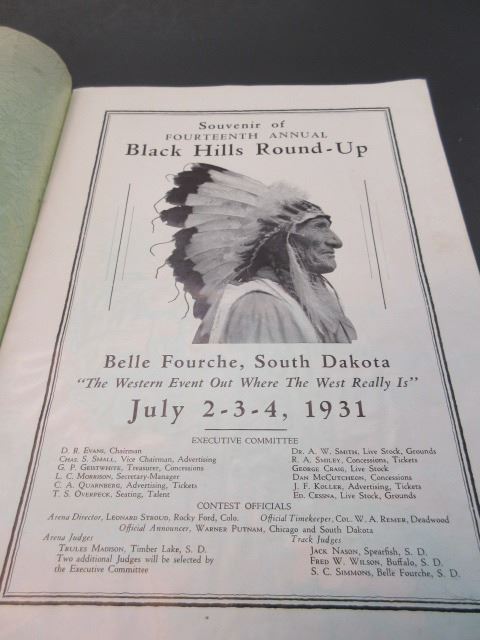 Souvenir of
FOURTEENTH ANNUAL
Black Hills Round-Up
Belle Fourche, South Dakota
"The Western Event Out Where The West Really Is"
July 2-3-4, 1931
EXECUTIVE COMMITTEE
D. R. EVANS, Chairman
CHAS. S. SMALL, Vice Chairman, Advertising
G. P. GEISTWHITE, Treasurer, Concessions
L. C. MORRISON, Secretary-Manager
C. A. QUARNBERG, Advertising, Tickets
T. S. OVERPECK, Seating, Talent
DR. A. W. SMITH, Live Stock, Grounds
R. A. SMILEY, Concessions, Tickets
GEORGE CRAIG, Live Stock
DAN MCCUTCHEON, Concessions
J. F. KELLER, Advertising, Tickets
ED. CESSNA, Live Stock, Grounds
CONTEST OFFICIALS
Arena Director, LEONARD STROUD, Rocky Ford, Colo. Official Timekeeper, COL. W. A. REMER, Deadwood
Official Announcer, WARNER PUTNAM, Chicago and South Dakota
Arena Judges
TRULES MADISON, Timber Lake, S. D.
Two additional Judges will be selected by
the Executive Committee
Track Judges
JACK NASON, Spearfish, S. D.
FRED W. WILSON, Buffalo, S. D.
S. C. SIMMONS, Belle Fourche, S. D.